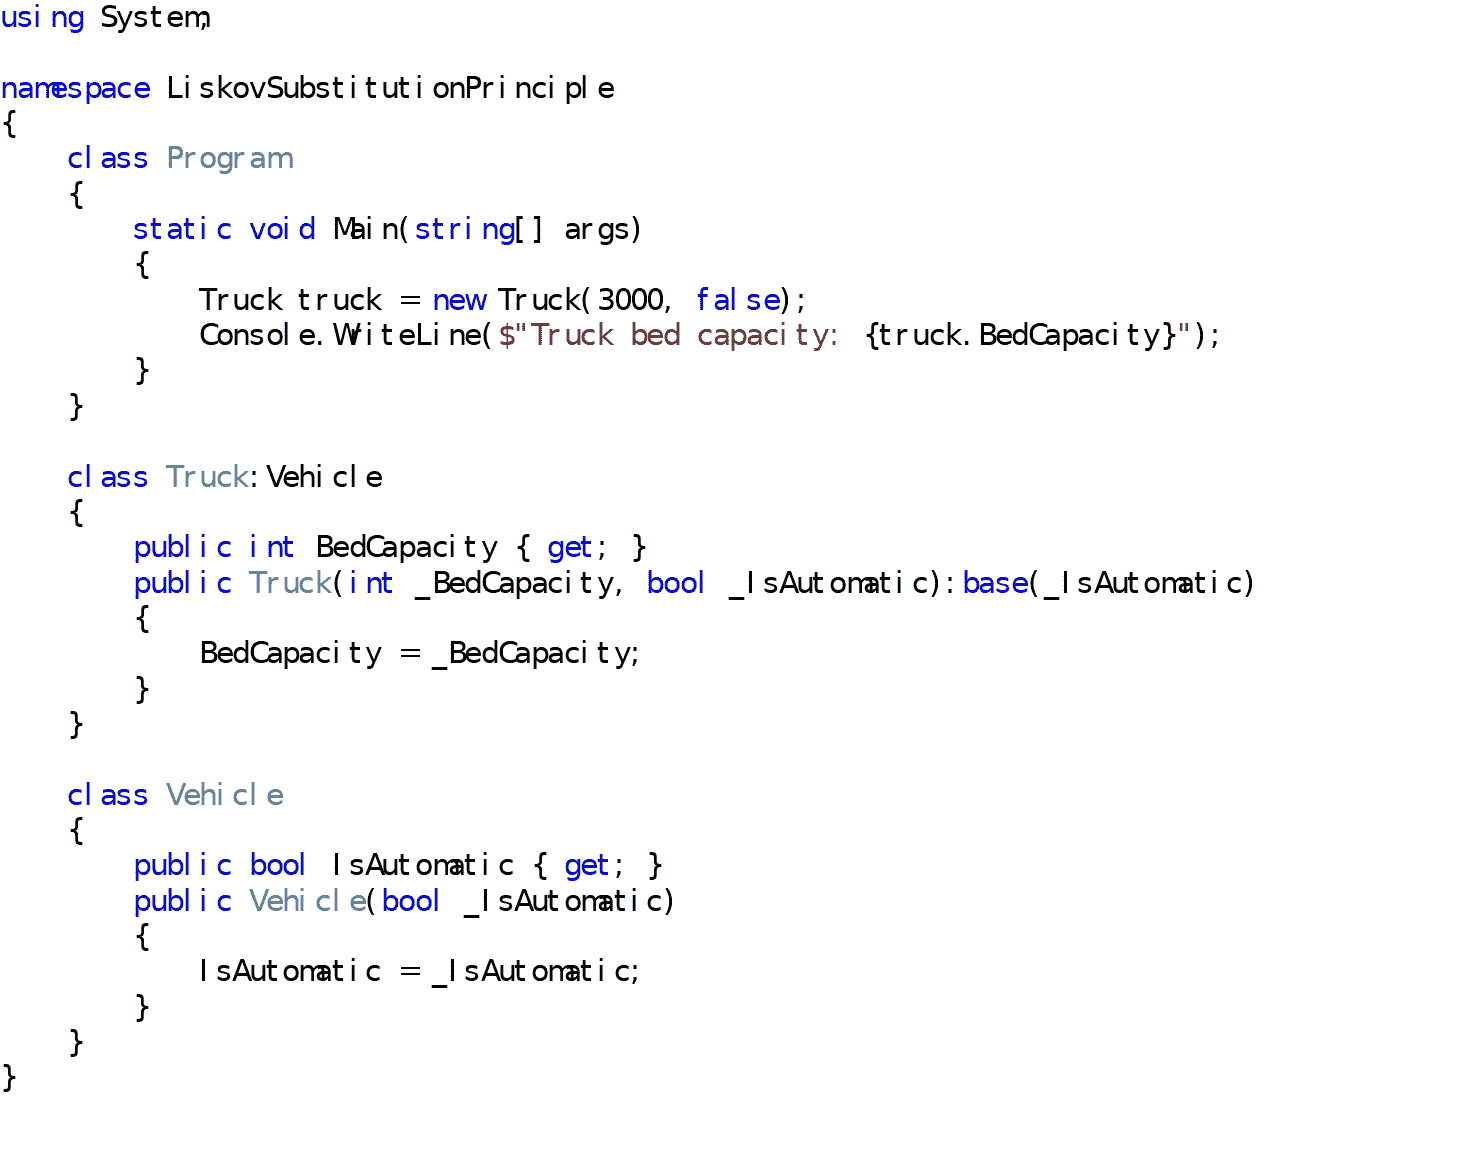 using System;
namespace LiskovSubstitutionPrinciple
{
    class Program
    {
        static void Main(string[] args)
        {
            Truck truck = new Truck(3000, false);
            Console.WriteLine($"Truck bed capacity: {truck.BedCapacity}");
        }
    }
    class Truck:Vehicle
    {
        public int BedCapacity { get; }
        public Truck(int _BedCapacity, bool _IsAutomatic):base(_IsAutomatic)
        {
            BedCapacity = _BedCapacity;
        }
    }
    class Vehicle
    {
        public bool IsAutomatic { get; }
        public Vehicle(bool _IsAutomatic)
        {
            IsAutomatic = _IsAutomatic;
        }
    }
}